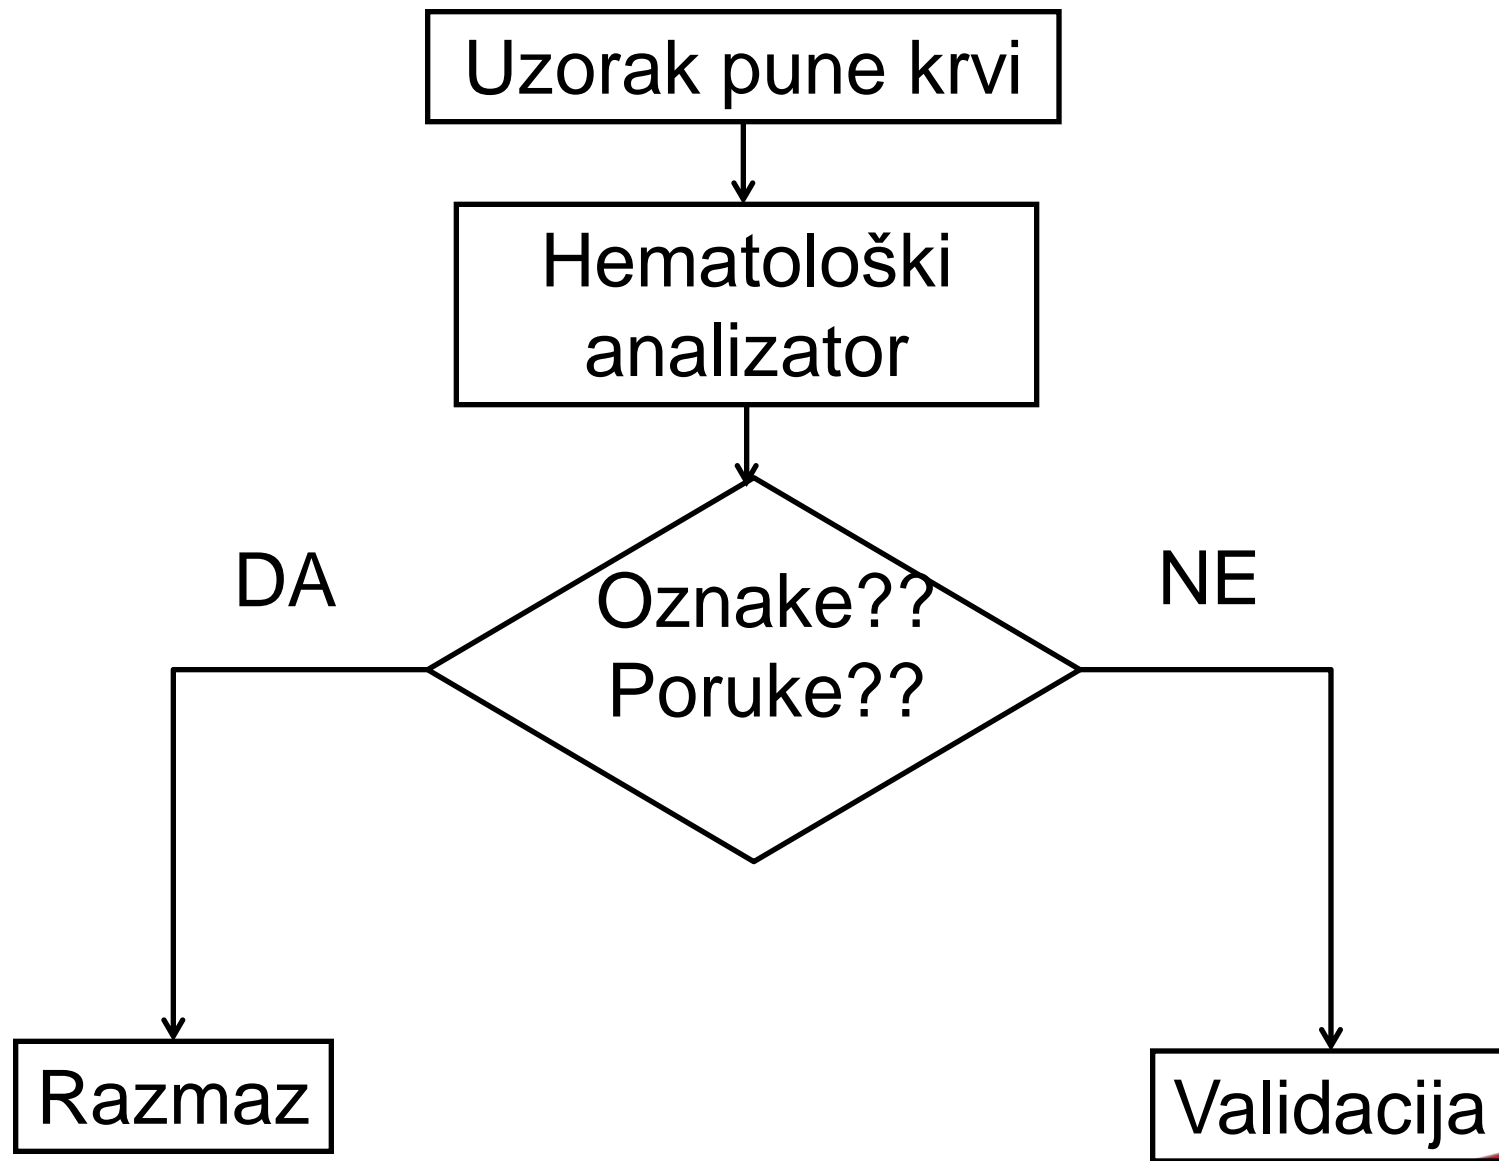 Uzorak pune krvi
Hematološki
analizator
DA
NE
Oznake??
Poruke??
Razmaz
Validacija